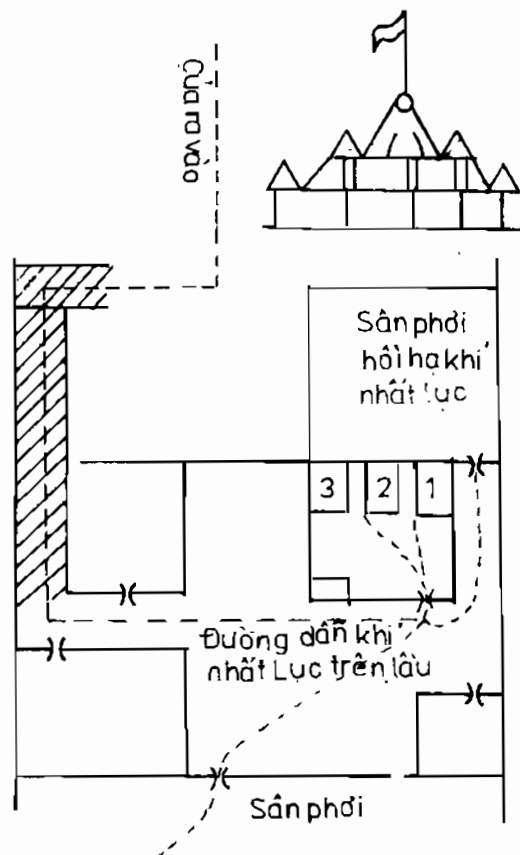 Cửa ra vào
Sân phơi
hồi hạ khí
nhất lục
3 2 1
Đường dẫn khí
nhất Lục trên lầu
Sân phơi